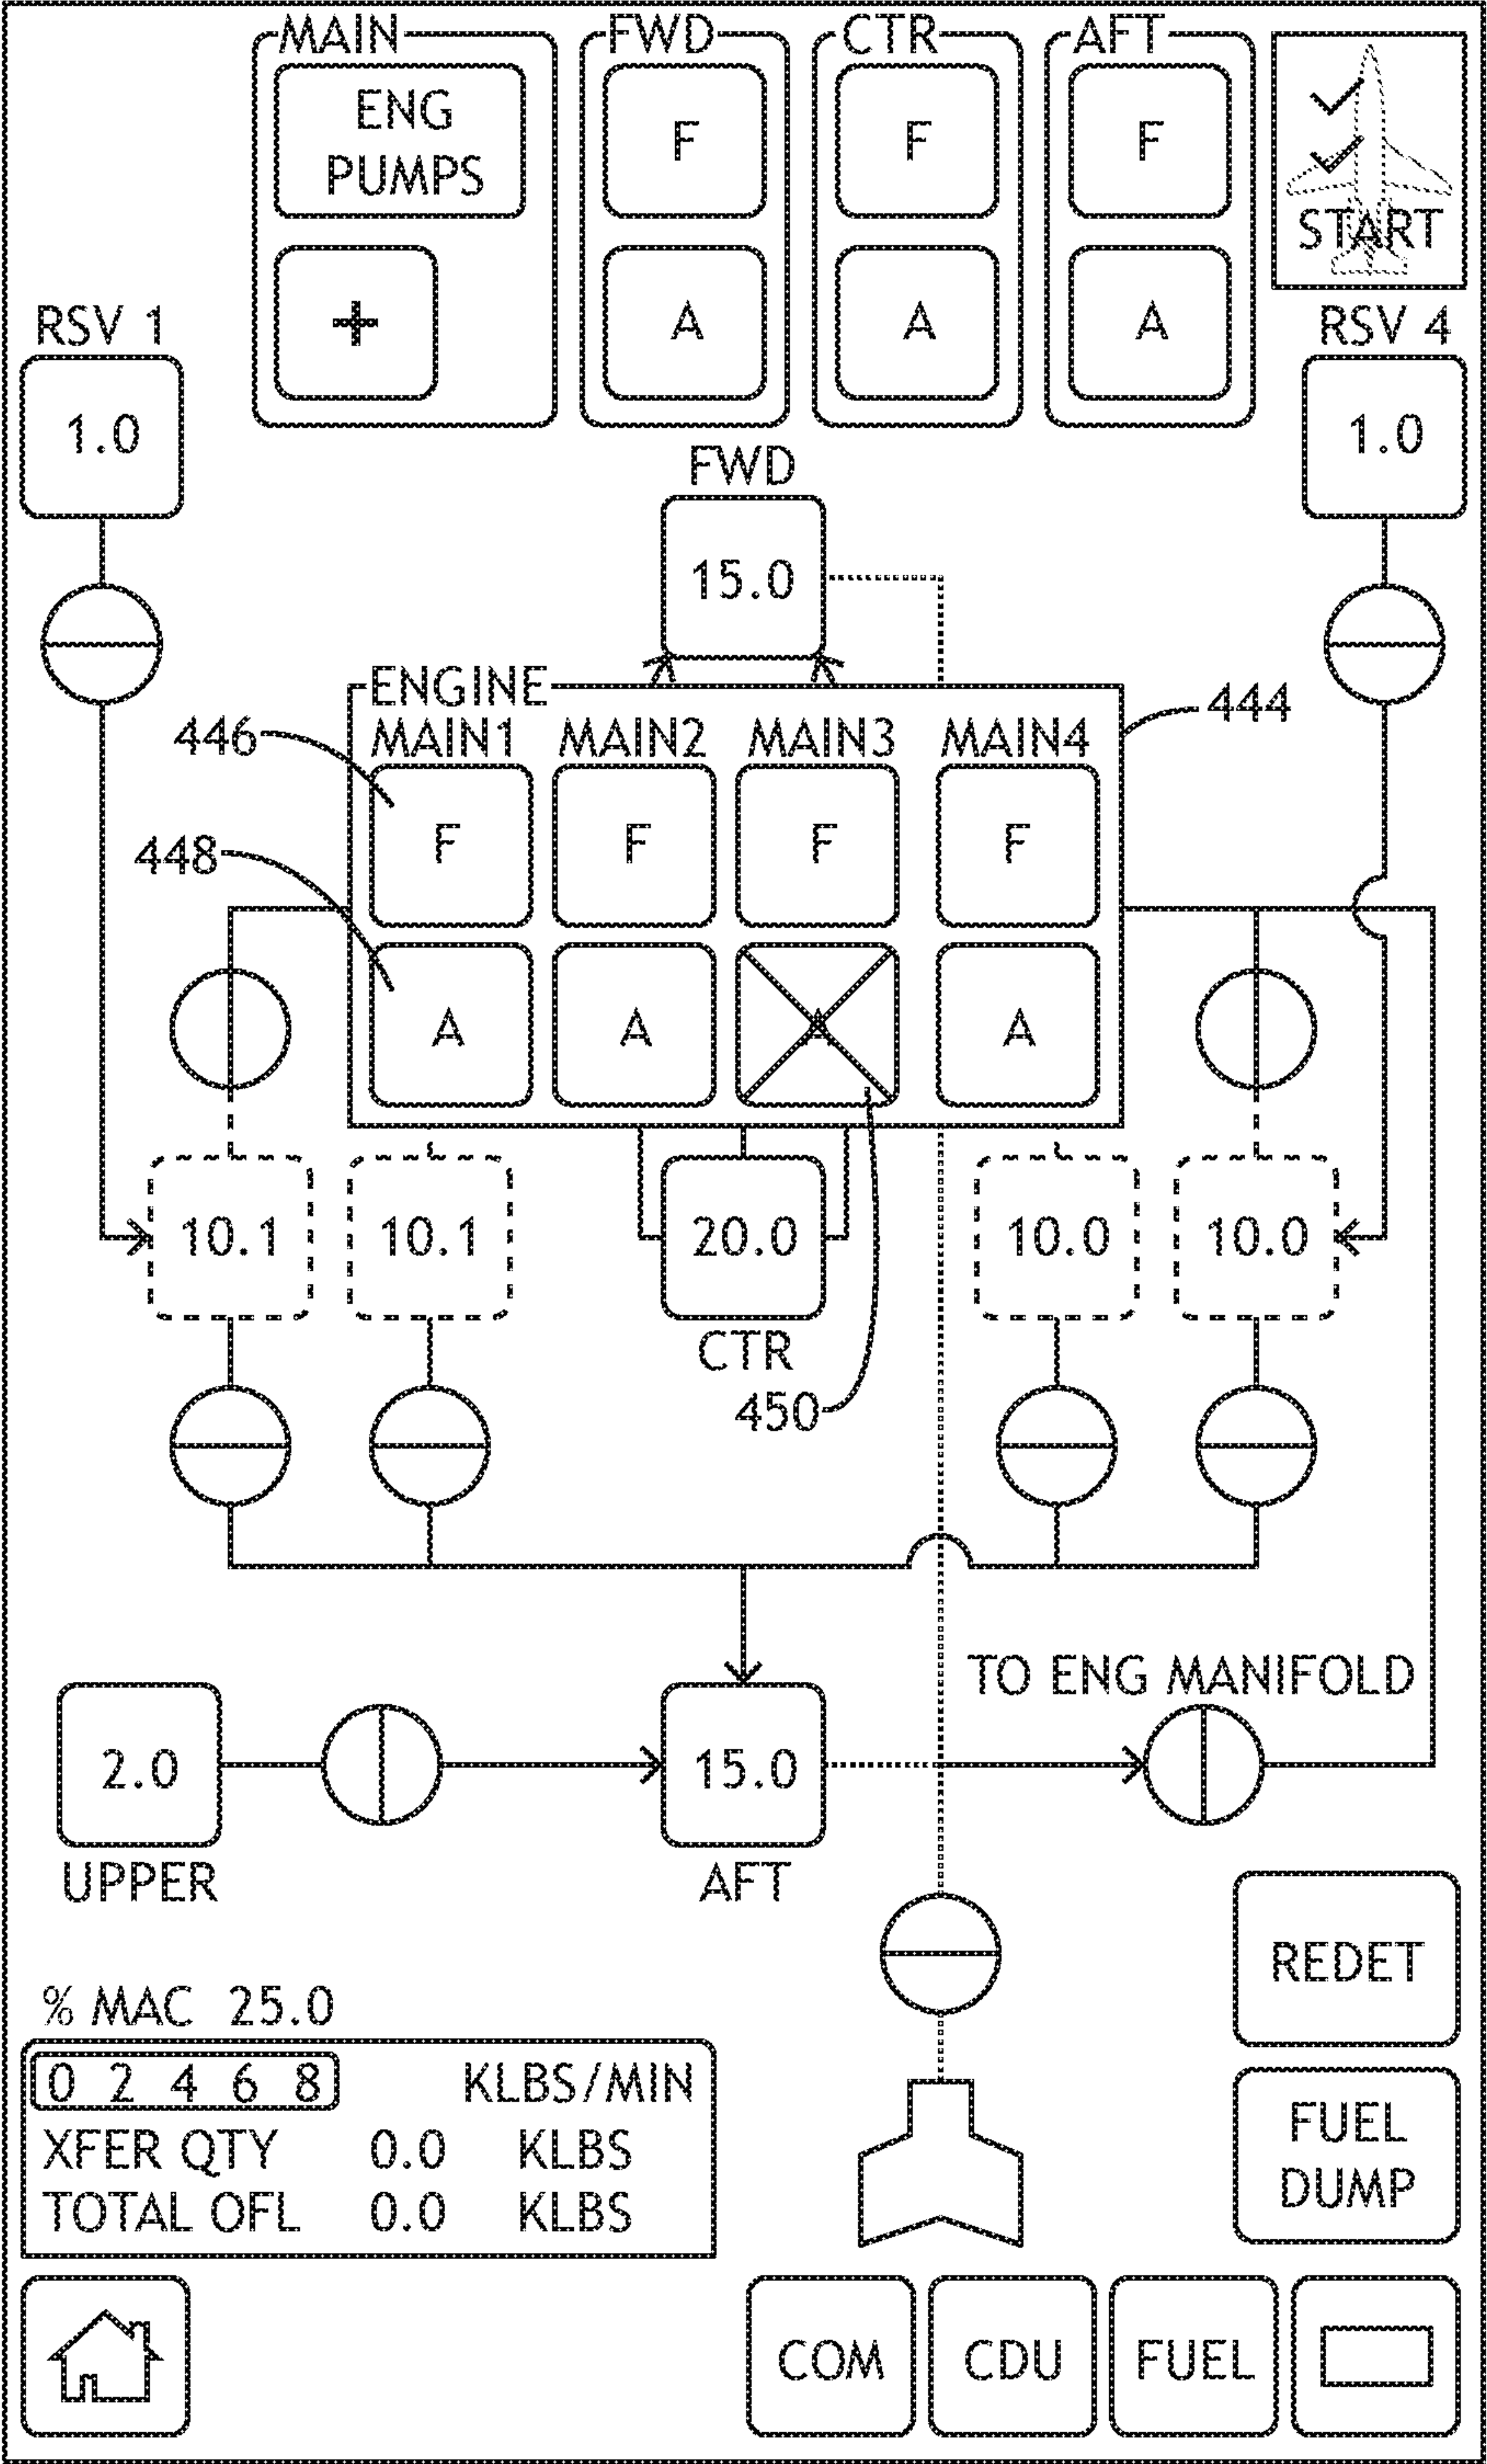 MAIN FWD CTR AFT
ENG
PUMPS
F F F
+ A A A
START
RSV 1
RSV 4
1.0
1.0
FWD
15.0
ENGINE
444
446
MAIN1 MAIN2 MAIN3 MAIN4
F F F F
448
A A A A
10.1 10.1 20.0 10.0 10.0
CTR
450
TO ENG MANIFOLD
2.0 15.0
UPPER AFT
REDET
% MAC 25.0
0 2 4 6 8 KLBS/MIN
XFER QTY 0.0 KLBS
TOTAL OFL 0.0 KLBS
FUEL
DUMP
COM CDU FUEL